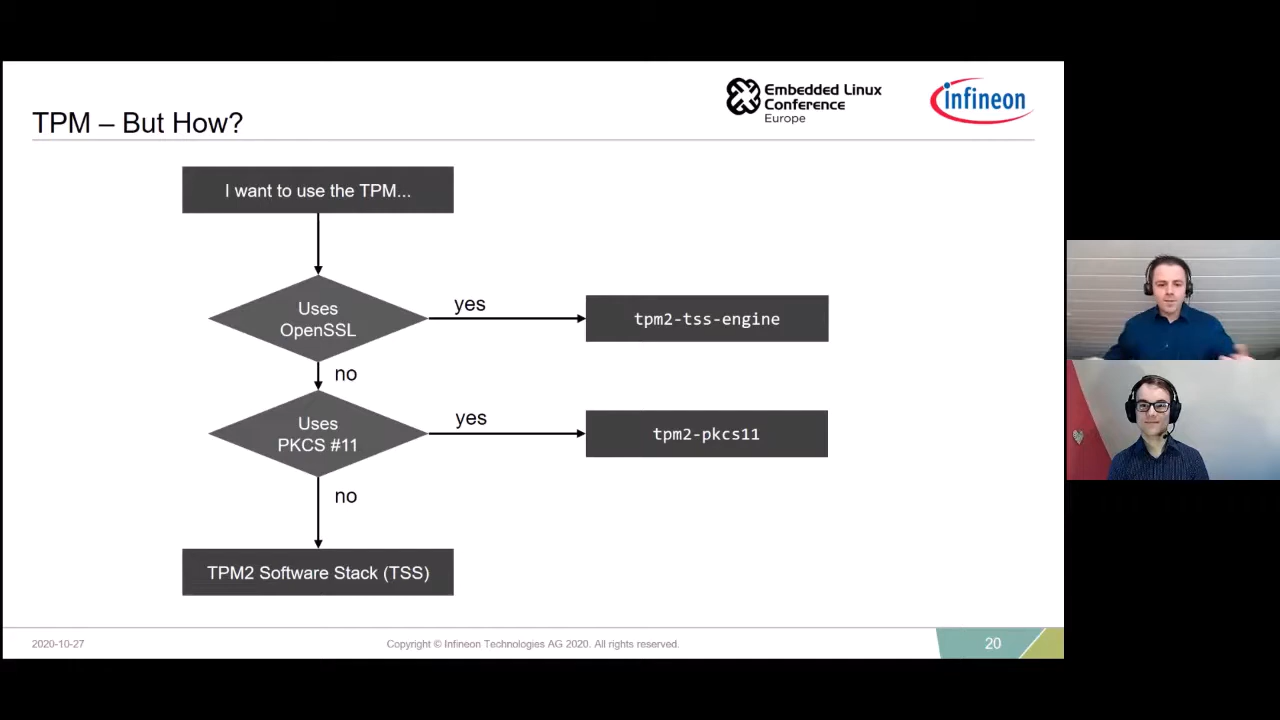 Embedded Linux
Conference
Europe
infineon
TPM – But How?
I want to use the TPM...
Uses
OpenSSL
yes
tpm2-tss-engine
no
Uses
PKCS #11
yes
tpm2-pkcs11
no
TPM2 Software Stack (TSS)
2020-10-27
Copyright © Infineon Technologies AG 2020. All rights reserved.
20